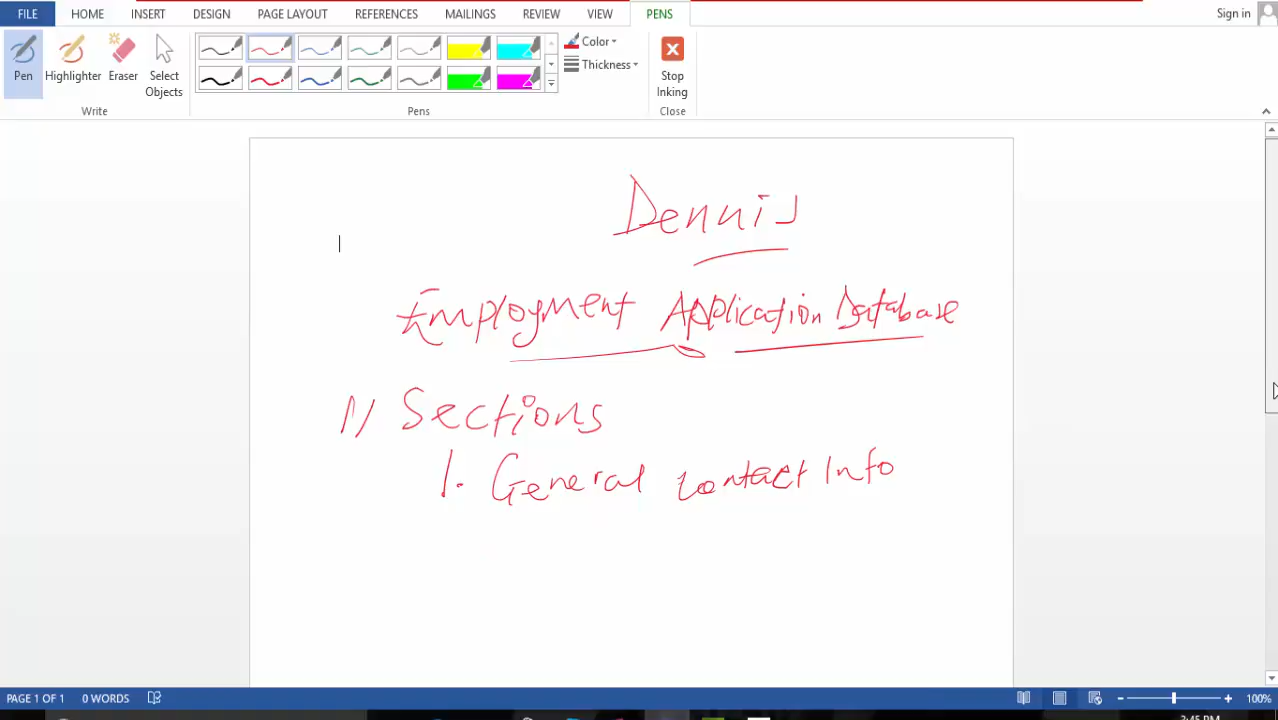 FILE HOME INSERT DESIGN PAGE LAYOUT REFERENCES MAILINGS REVIEW VIEW PENS Sign in
Pen Highlighter Eraser Select Objects Color Thickness Stop Inking
Write Pens Close
Dennis
Employment Application Database
1) Sections
1. General contact Info
PAGE 1 OF 1 0 WORDS 100%